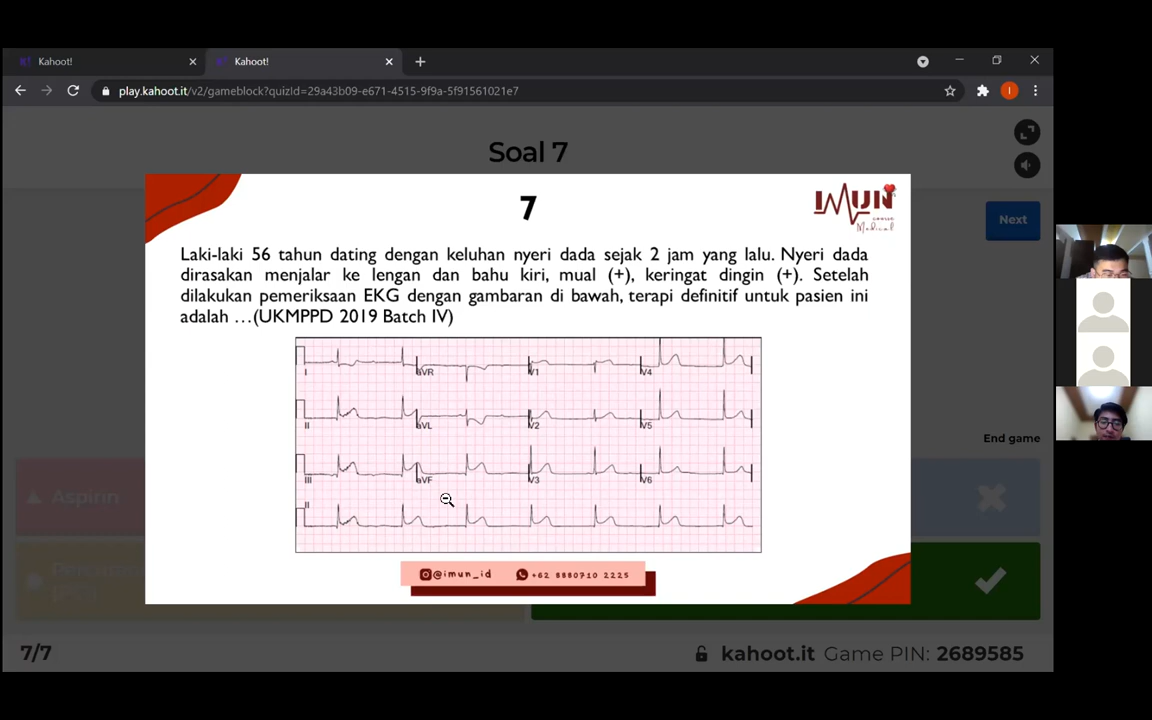 Kahoot!
Kahoot!
play.kahoot.it/v2/gameblock?quizId=29a43b09-e671-4515-9f9a-5f91561021e7
I
Soal 7
7
IMUN
Medical
Next
Laki-laki 56 tahun dating dengan keluhan nyeri dada sejak 2 jam yang lalu. Nyeri dada
dirasakan menjalar ke lengan dan bahu kiri, mual (+), keringat dingin (+). Setelah
dilakukan pemeriksaan EKG dengan gambaran di bawah, terapi definitif untuk pasien ini
adalah …(UKMPPD 2019 Batch IV)
I aVR V1 V4
II aVL V2 V5
III aVF V3 V6
II
End game
Aspirin
@imun_id +62 8880710 2225
7/7
kahoot.it Game PIN: 2689585